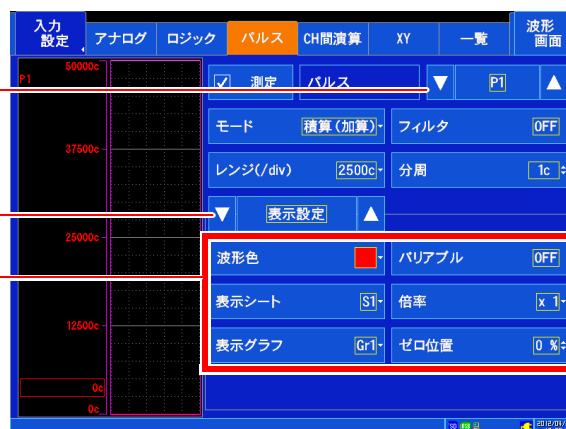 入力設定 アナログ ロジック パルス CH間演算 XY 一覧 波形画面
P1 50000c
測定 パルス P1
モード 積算(加算) フィルタ OFF
37500c
レンジ(/div) 2500c 分周 1c
表示設定
25000c
波形色 バリアブル OFF
表示シート S1 倍率 x 1
12500c
表示グラフ Gr1 ゼロ位置 0 %
0c
0c